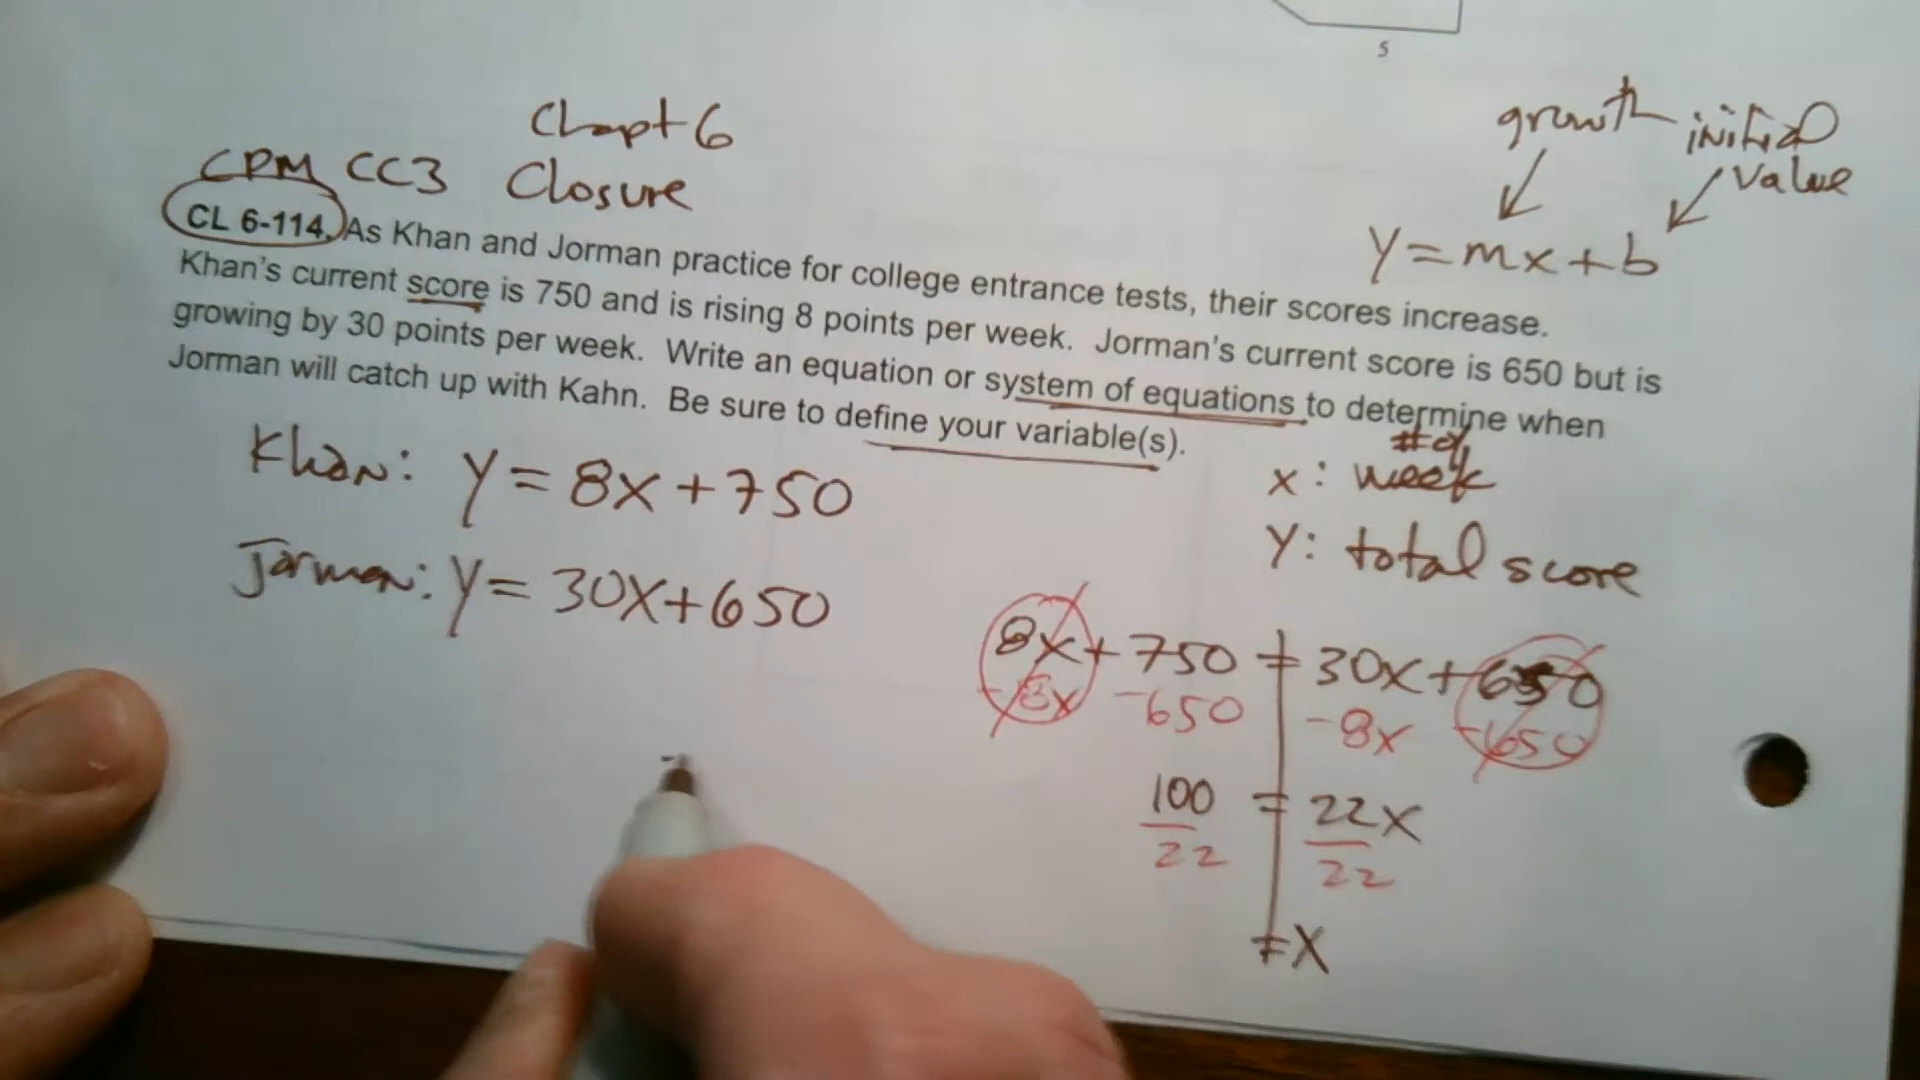 5
Chapt 6
CPM CC3 Closure
growth initial
value
y=mx+b
CL 6-114. As Khan and Jorman practice for college entrance tests, their scores increase.
Khan's current score is 750 and is rising 8 points per week. Jorman's current score is 650 but is
growing by 30 points per week. Write an equation or system of equations to determine when
Jorman will catch up with Kahn. Be sure to define your variable(s).
Khan: y=8x+750
Jorman: y=30x+650
# of
x: week
y: total score
8x+750=30x+650
-8x -650 -8x -650
100 = 22x
22 22
=x